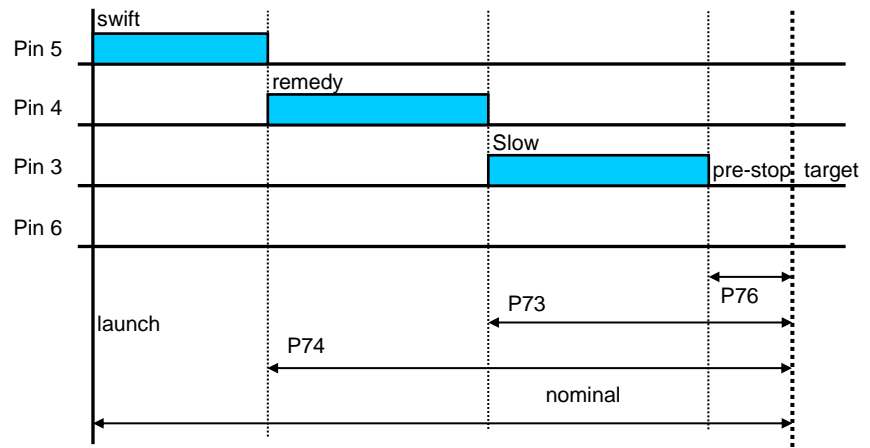 swift
Pin 5
remedy
Pin 4
Slow
Pin 3
pre-stop target
Pin 6
P76
P73
launch
P74
nominal